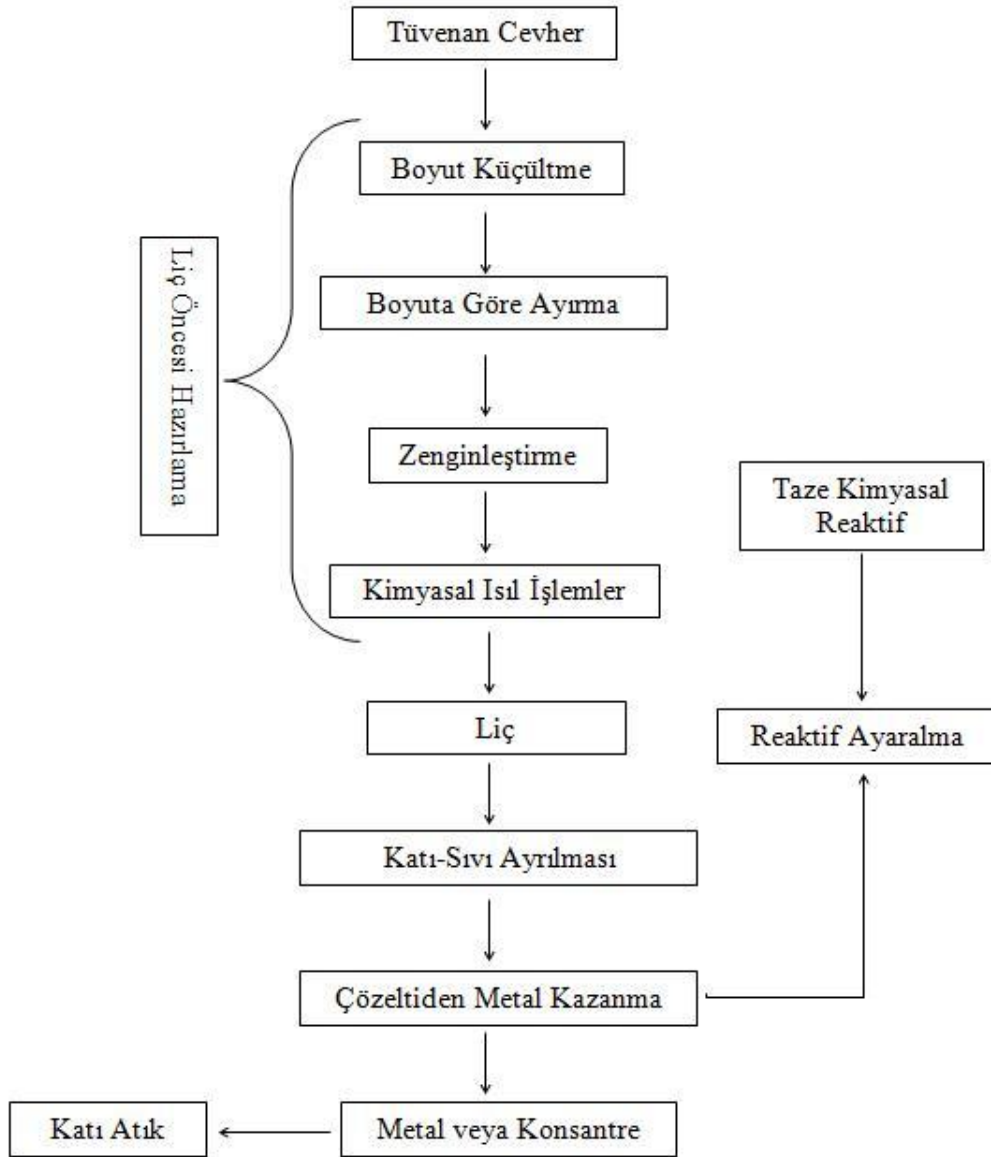 Tüvenan Cevher
Boyut Küçültme
Boyuta Göre Ayırma
Liç Öncesi Hazırlama
Zenginleştirme
Taze Kimyasal
Reaktif
Kimyasal Isıl İşlemler
Liç
Reaktif Ayaralma
Katı-Sıvı Ayrılması
Çözeltiden Metal Kazanma
Katı Atık
Metal veya Konsantre